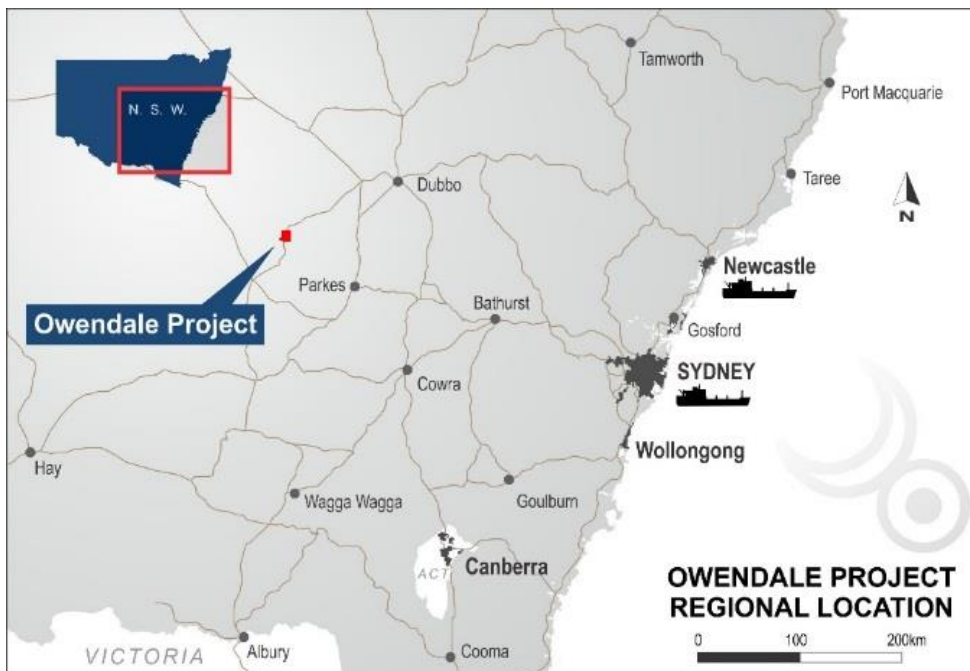 N. S. W.
Tamworth
Port Macquarie
Taree
Dubbo
N
Newcastle
Owendale Project
Parkes
Bathurst
Gosford
SYDNEY
Cowra
Wollongong
Hay
Wagga Wagga
Goulburn
Canberra
ACT
OWENDALE PROJECT
REGIONAL LOCATION
0 100 200km
Albury
VICTORIA
Cooma